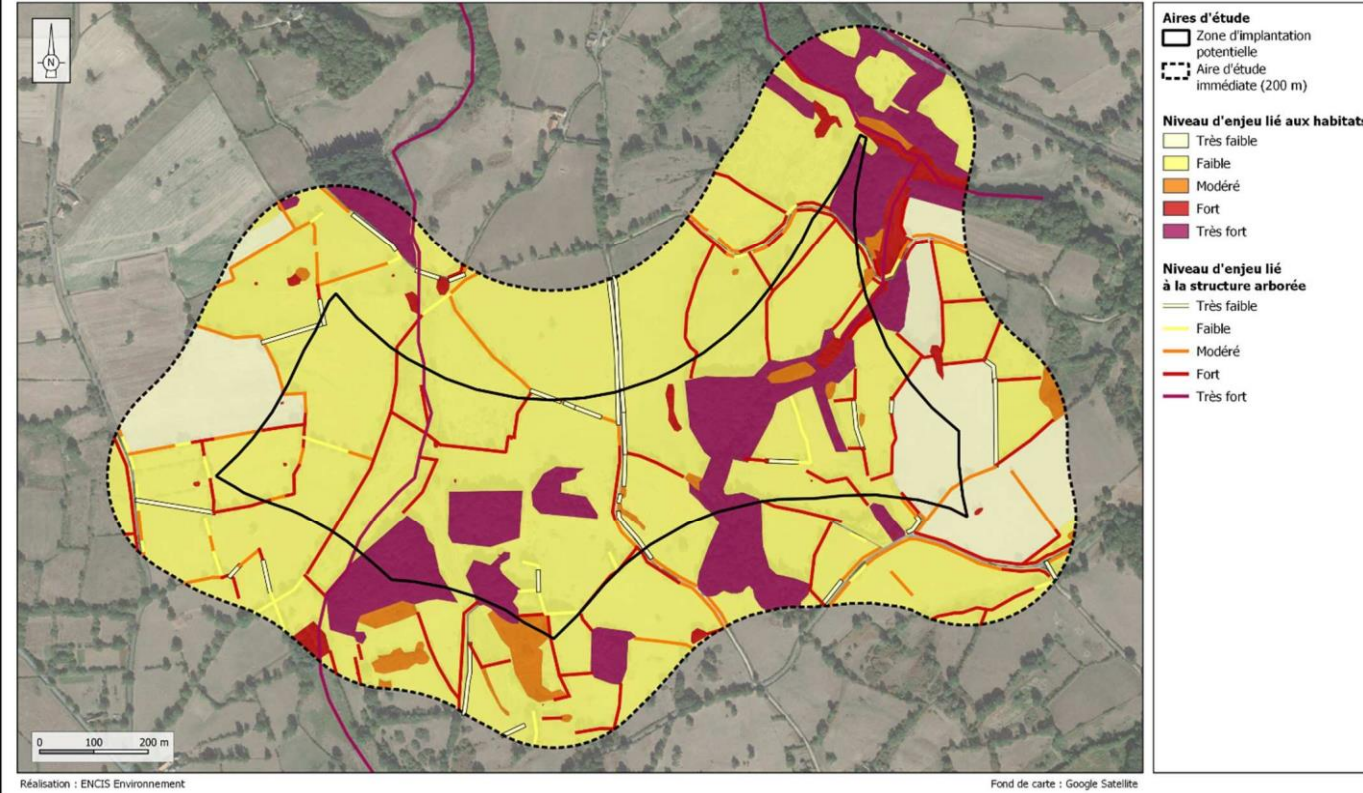 N
0 100 200 m
Réalisation : ENCIS Environnement
Fond de carte : Google Satellite
Aires d'étude
Zone d'implantation
potentielle
Aire d'étude
immédiate (200 m)
Niveau d'enjeu lié aux habitats
Très faible
Faible
Modéré
Fort
Très fort
Niveau d'enjeu lié
à la structure arborée
Très faible
Faible
Modéré
Fort
Très fort